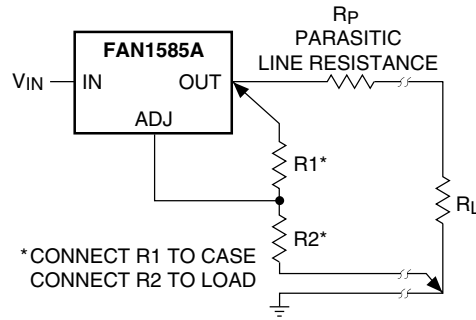 RP
PARASITIC
LINE RESISTANCE
FAN1585A
VIN
IN
OUT
ADJ
R1*
RL
R2*
*CONNECT R1 TO CASE
CONNECT R2 TO LOAD